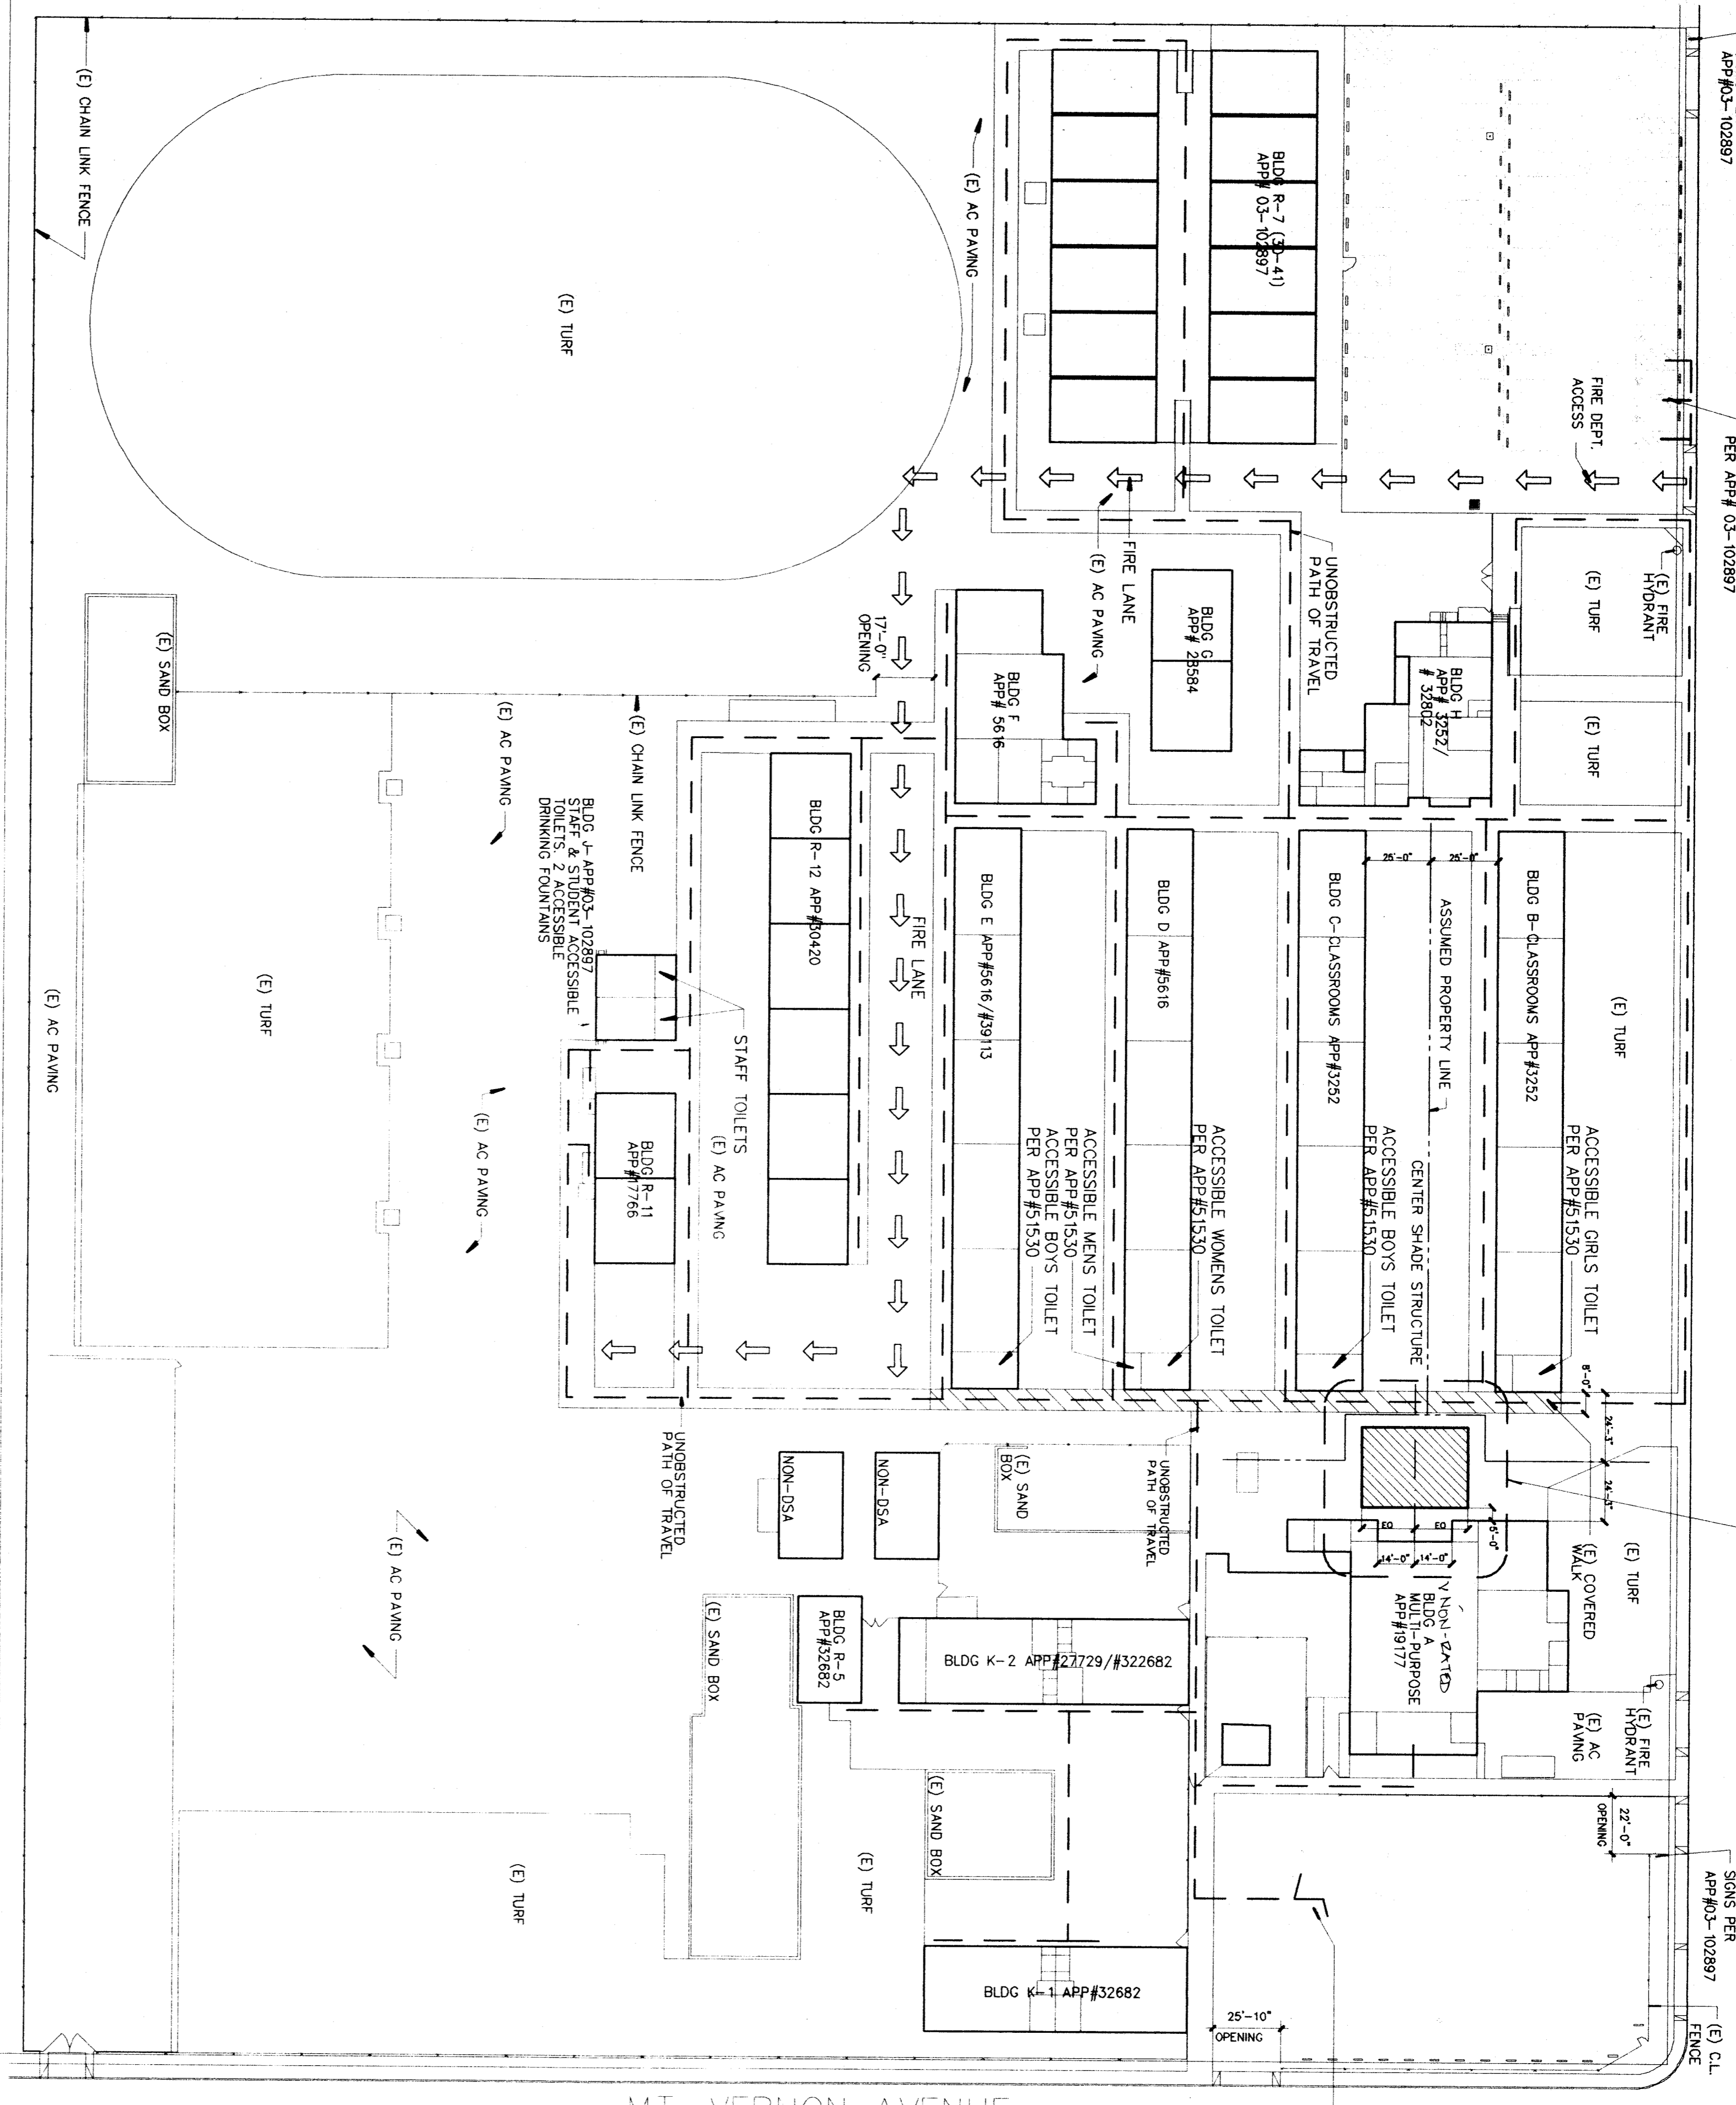 APP#03-102897
PER APP# 03-102897
(E) CHAIN LINK FENCE
(E) TURF
(E) AC PAVING
BLDG R-7 (30-41)
APP# 03-102897
FIRE DEPT.
ACCESS
(E) FIRE
HYDRANT
(E) TURF
(E) TURF
UNOBSTRUCTED
PATH OF TRAVEL
FIRE LANE
(E) AC PAVING
BLDG G
APP# 23584
BLDG H
APP# 3252/
# 32802
17'-0"
OPENING
BLDG F
APP# 5616
(E) SAND BOX
(E) AC PAVING
(E) CHAIN LINK FENCE
BLDG J- APP#03-102897
STAFF & STUDENT ACCESSIBLE
TOILETS. 2 ACCESSIBLE
DRINKING FOUNTAINS
BLDG R-12 APP#30420
FIRE LANE
BLDG E APP#5616/#39113
BLDG D APP#5616
BLDG C-CLASSROOMS APP#3252
25'-0"
25'-0"
ASSUMED PROPERTY LINE
BLDG B-CLASSROOMS APP#3252
(E) TURF
(E) TURF
(E) AC PAVING
(E) AC PAVING
STAFF TOILETS
(E) AC PAVING
BLDG R-11
APP#17766
ACCESSIBLE MENS TOILET
PER APP#51530
ACCESSIBLE BOYS TOILET
PER APP#51530
ACCESSIBLE WOMENS TOILET
PER APP#51530
ACCESSIBLE BOYS TOILET
PER APP#51530
CENTER SHADE STRUCTURE
ACCESSIBLE GIRLS TOILET
PER APP#51530
8'-0"
24'-3"
24'-3"
UNOBSTRUCTED
PATH OF TRAVEL
NON-DSA
NON-DSA
(E) SAND
BOX
UNOBSTRUCTED
PATH OF TRAVEL
EQ
EQ
5'-0"
14'-0"
14'-0"
(E) COVERED
WALK
(E) TURF
V NON-RATED
BLDG A
MULTI-PURPOSE
APP#19177
(E) AC PAVING
(E) SAND BOX
BLDG R-5
APP#32682
BLDG K-2 APP#27729/#322682
(E) FIRE
HYDRANT
(E) AC
PAVING
(E) SAND BOX
(E) TURF
(E) TURF
22'-0"
OPENING
SIGNS PER
APP#03-102897
BLDG K-1 APP#32682
25'-10"
OPENING
(E) C.L.
FENCE
MT. VERNON AVENUE